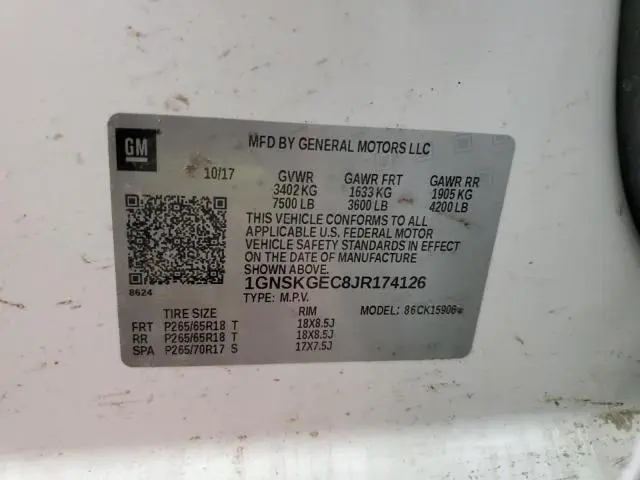 GM
MFD BY GENERAL MOTORS LLC
10/17 GVWR GAWR FRT GAWR RR
3402 KG 1633 KG 1905 KG
7500 LB 3600 LB 4200 LB
THIS VEHICLE CONFORMS TO ALL
APPLICABLE U.S. FEDERAL MOTOR
VEHICLE SAFETY STANDARDS IN EFFECT
ON THE DATE OF MANUFACTURE
SHOWN ABOVE.
8624
1GNSKGEC8JR174126
TYPE: M.P.V.
TIRE SIZE RIM MODEL: 86CK15906
FRT P265/65R18 T 18X8.5J
RR P265/65R18 T 18X8.5J
SPA P265/70R17 S 17X7.5J